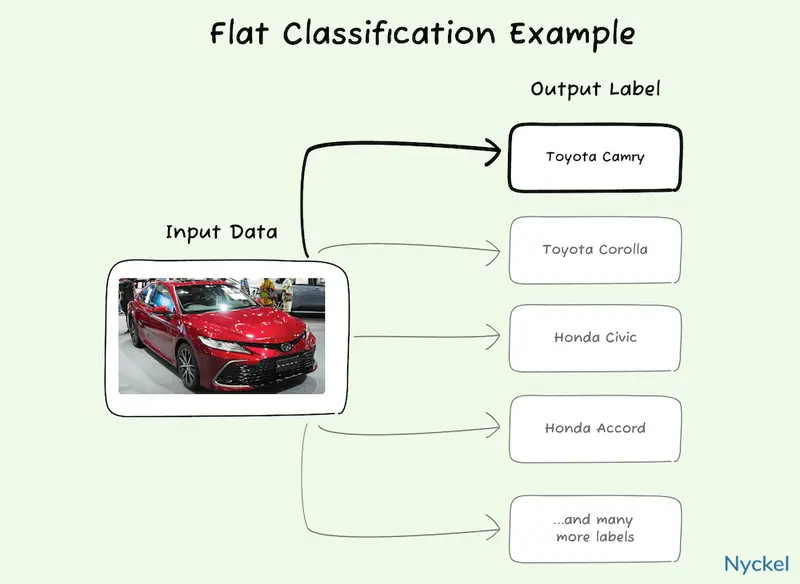 Flat Classification Example
Output Label
Toyota Camry
Input Data
Toyota Corolla
Honda Civic
Honda Accord
...and many
more labels
Nyckel